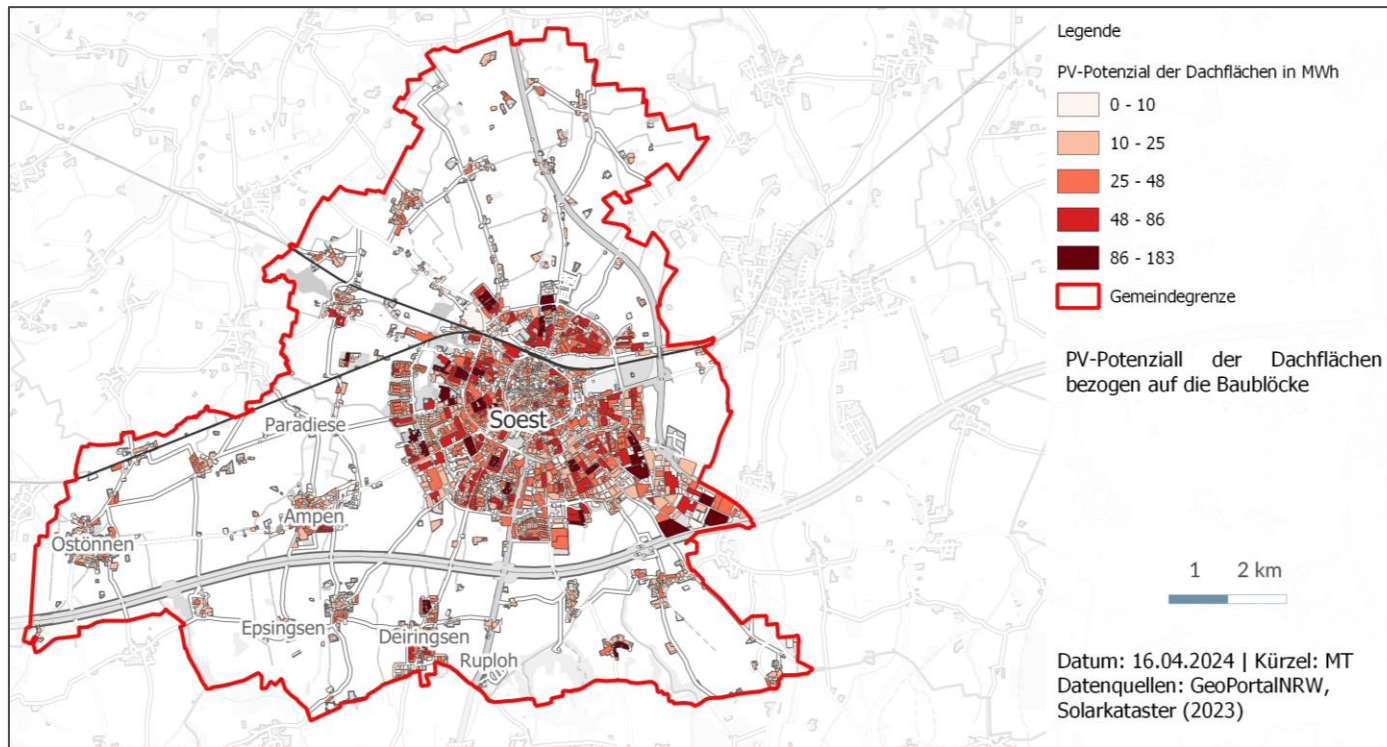 Legende
PV-Potenzial der Dachflächen in MWh
0 - 10
10 - 25
25 - 48
48 - 86
86 - 183
Gemeindegrenze
PV-Potenziall der Dachflächen
bezogen auf die Baublöcke
Paradiese
Soest
Ampen
Ostönnen
Epsingsen
Deiringsen
Ruploh
1 2 km
Datum: 16.04.2024 | Kürzel: MT
Datenquellen: GeoPortalNRW,
Solarkataster (2023)